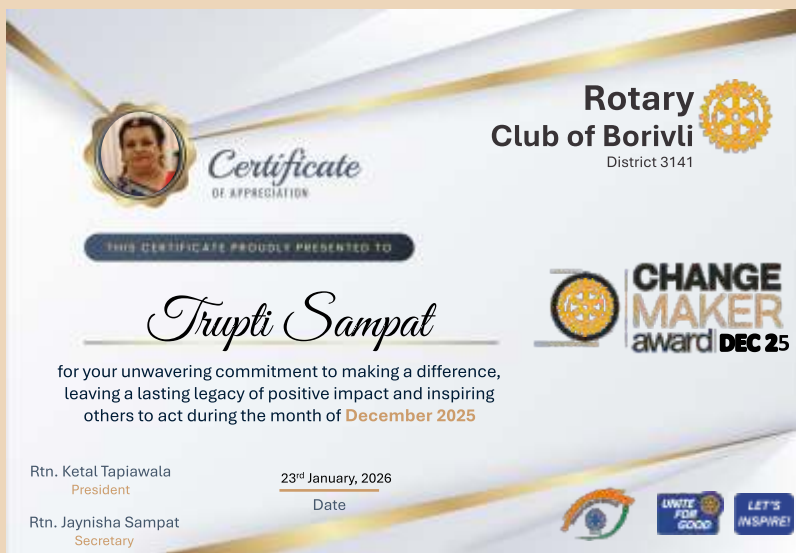 Rotary
Club of Borivli
District 3141
Certificate
OF APPRECIATION
THIS CERTIFICATE PROUDLY PRESENTED TO
Trupti Sampat
CHANGE
MAKER
award DEC 25
for your unwavering commitment to making a difference,
leaving a lasting legacy of positive impact and inspiring
others to act during the month of December 2025
Rtn. Ketal Tapiawala
President
Rtn. Jaynisha Sampat
Secretary
23rd January, 2026
Date
UNITE
FOR
GOOD
LET'S
INSPIRE!